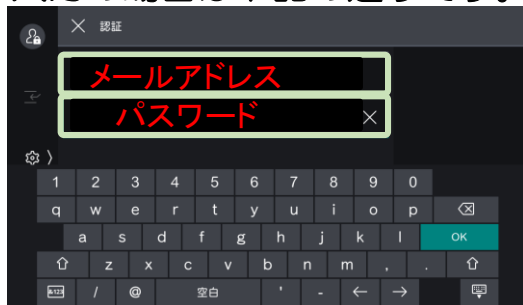 認証
メールアドレス
パスワード
1 2 3 4 5 6 7 8 9 0
q w e r t y u i o p
a s d f g h j k l OK
z x c v b n m , .
&123 / @ 空白 ' -